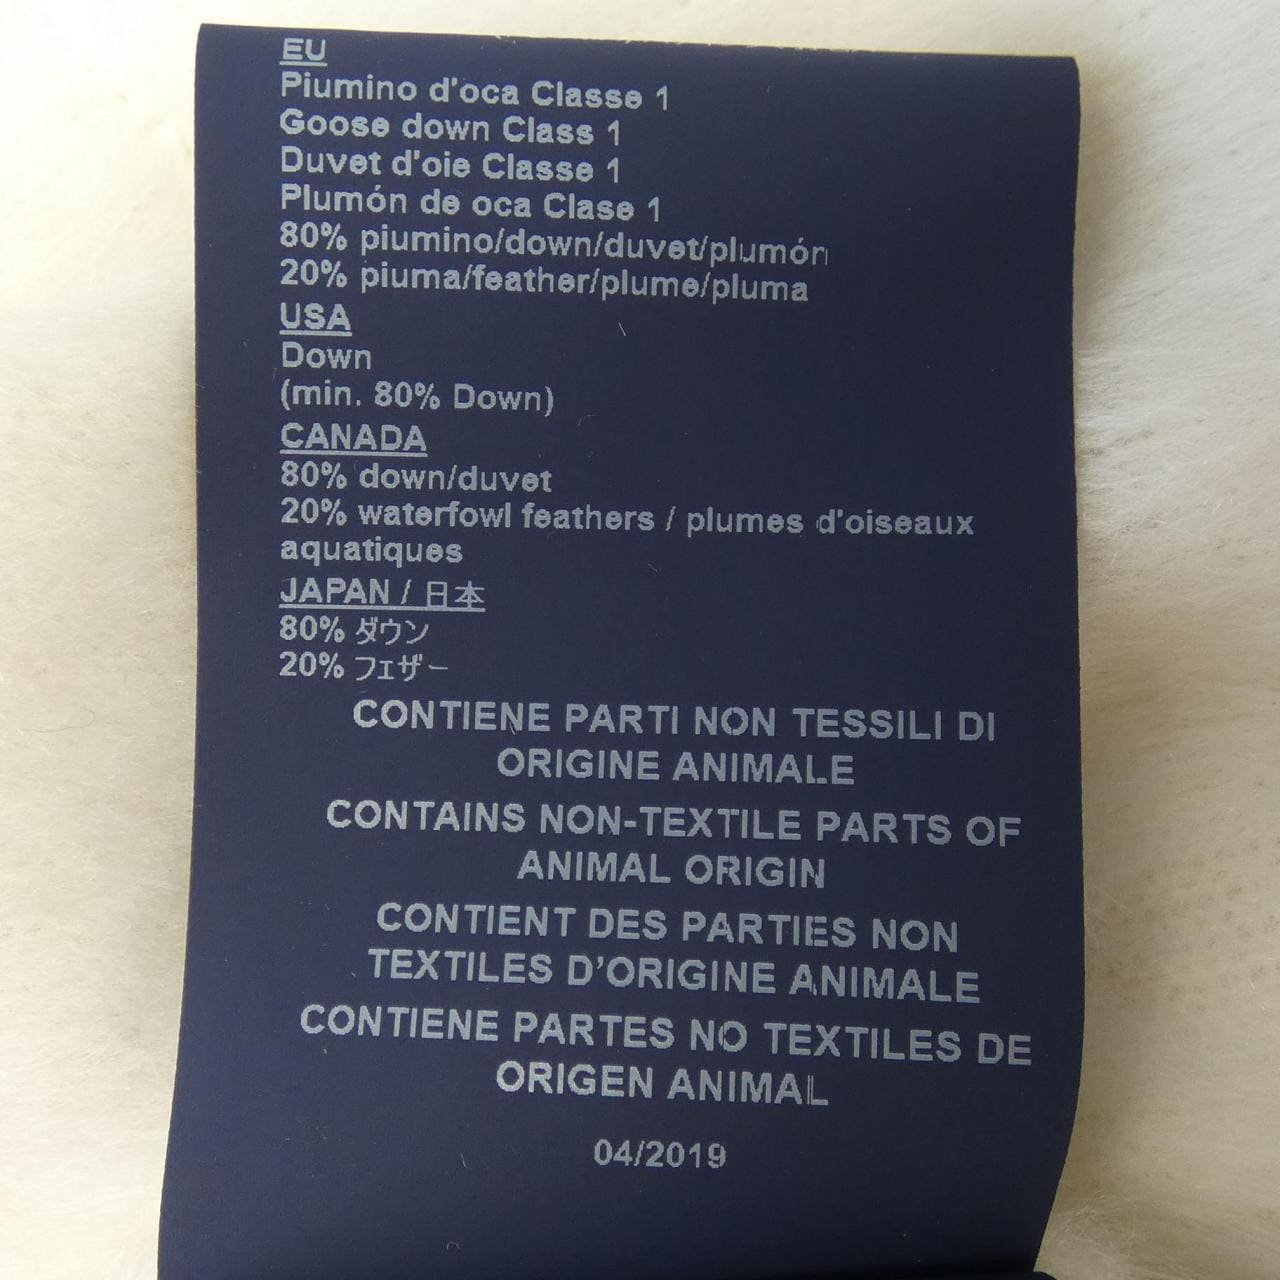 EU
Piumino d'oca Classe 1
Goose down Class 1
Duvet d'oie Classe 1
Plumón de oca Clase 1
80% piumino/down/duvet/plumón
20% piuma/feather/plume/pluma
USA
Down
(min. 80% Down)
CANADA
80% down/duvet
20% waterfowl feathers / plumes d'oiseaux
aquatiques
JAPAN / 日本
80% ダウン
20% フェザー
CONTIENE PARTI NON TESSILI DI
ORIGINE ANIMALE
CONTAINS NON-TEXTILE PARTS OF
ANIMAL ORIGIN
CONTIENT DES PARTIES NON
TEXTILES D’ORIGINE ANIMALE
CONTIENE PARTES NO TEXTILES DE
ORIGEN ANIMAL
04/2019